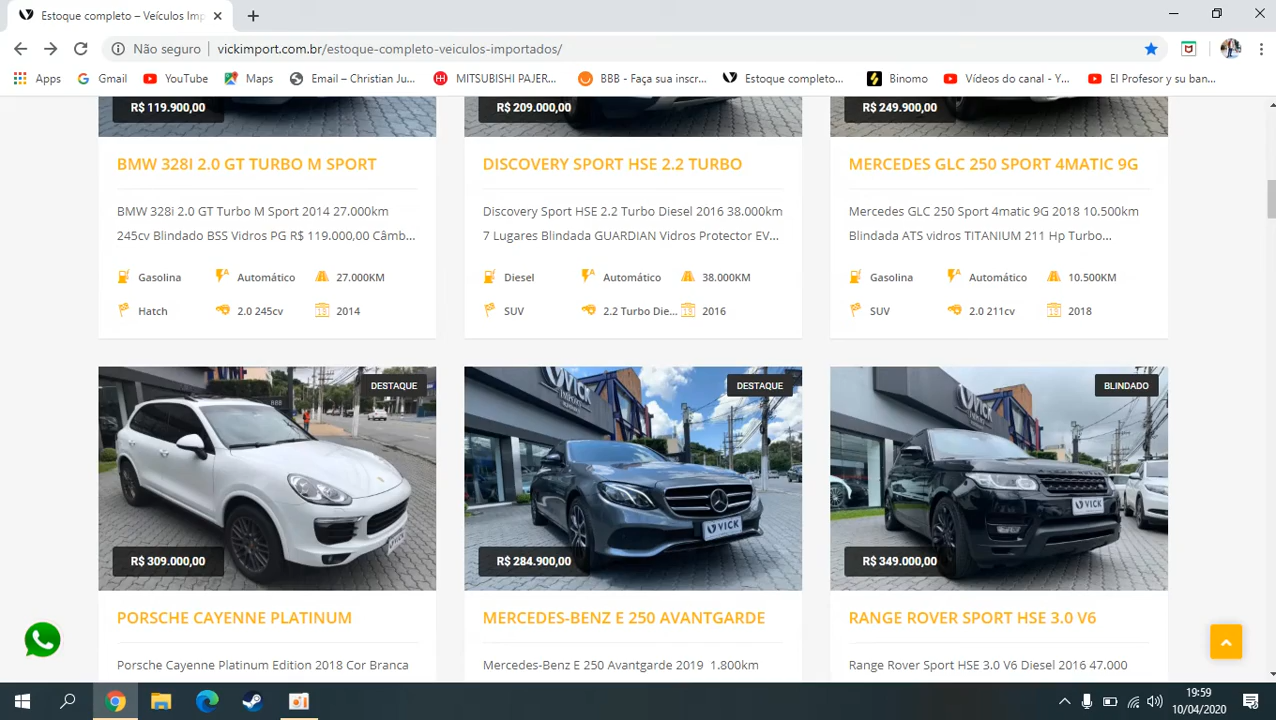 Estoque completo – Veículos Imp
Não seguro
vickimport.com.br/estoque-completo-veiculos-importados/
Apps
Gmail
YouTube
Maps
Email – Christian Ju...
MITSUBISHI PAJER...
BBB - Faça sua inscr...
Estoque completo...
Binomo
Vídeos do canal - Y...
El Profesor y su ban...
R$ 119.900,00
R$ 209.000,00
R$ 249.900,00
BMW 328I 2.0 GT TURBO M SPORT
DISCOVERY SPORT HSE 2.2 TURBO
MERCEDES GLC 250 SPORT 4MATIC 9G
BMW 328i 2.0 GT Turbo M Sport 2014 27.000km
245cv Blindado BSS Vidros PG R$ 119.000,00 Câmb...
Discovery Sport HSE 2.2 Turbo Diesel 2016 38.000km
7 Lugares Blindada GUARDIAN Vidros Protector EV...
Mercedes GLC 250 Sport 4matic 9G 2018 10.500km
Blindada ATS vidros TITANIUM 211 Hp Turbo...
Gasolina
Automático
27.000KM
Hatch
2.0 245cv
2014
Diesel
Automático
38.000KM
SUV
2.2 Turbo Die...
2016
Gasolina
Automático
10.500KM
SUV
2.0 211cv
2018
DESTAQUE
R$ 309.000,00
DESTAQUE
VICK
VICK
R$ 284.900,00
BLINDADO
VICK
VICK
R$ 349.000,00
PORSCHE CAYENNE PLATINUM
MERCEDES-BENZ E 250 AVANTGARDE
RANGE ROVER SPORT HSE 3.0 V6
Porsche Cayenne Platinum Edition 2018 Cor Branca
Mercedes-Benz E 250 Avantgarde 2019 1.800km
Range Rover Sport HSE 3.0 V6 Diesel 2016 47.000
19:59
10/04/2020